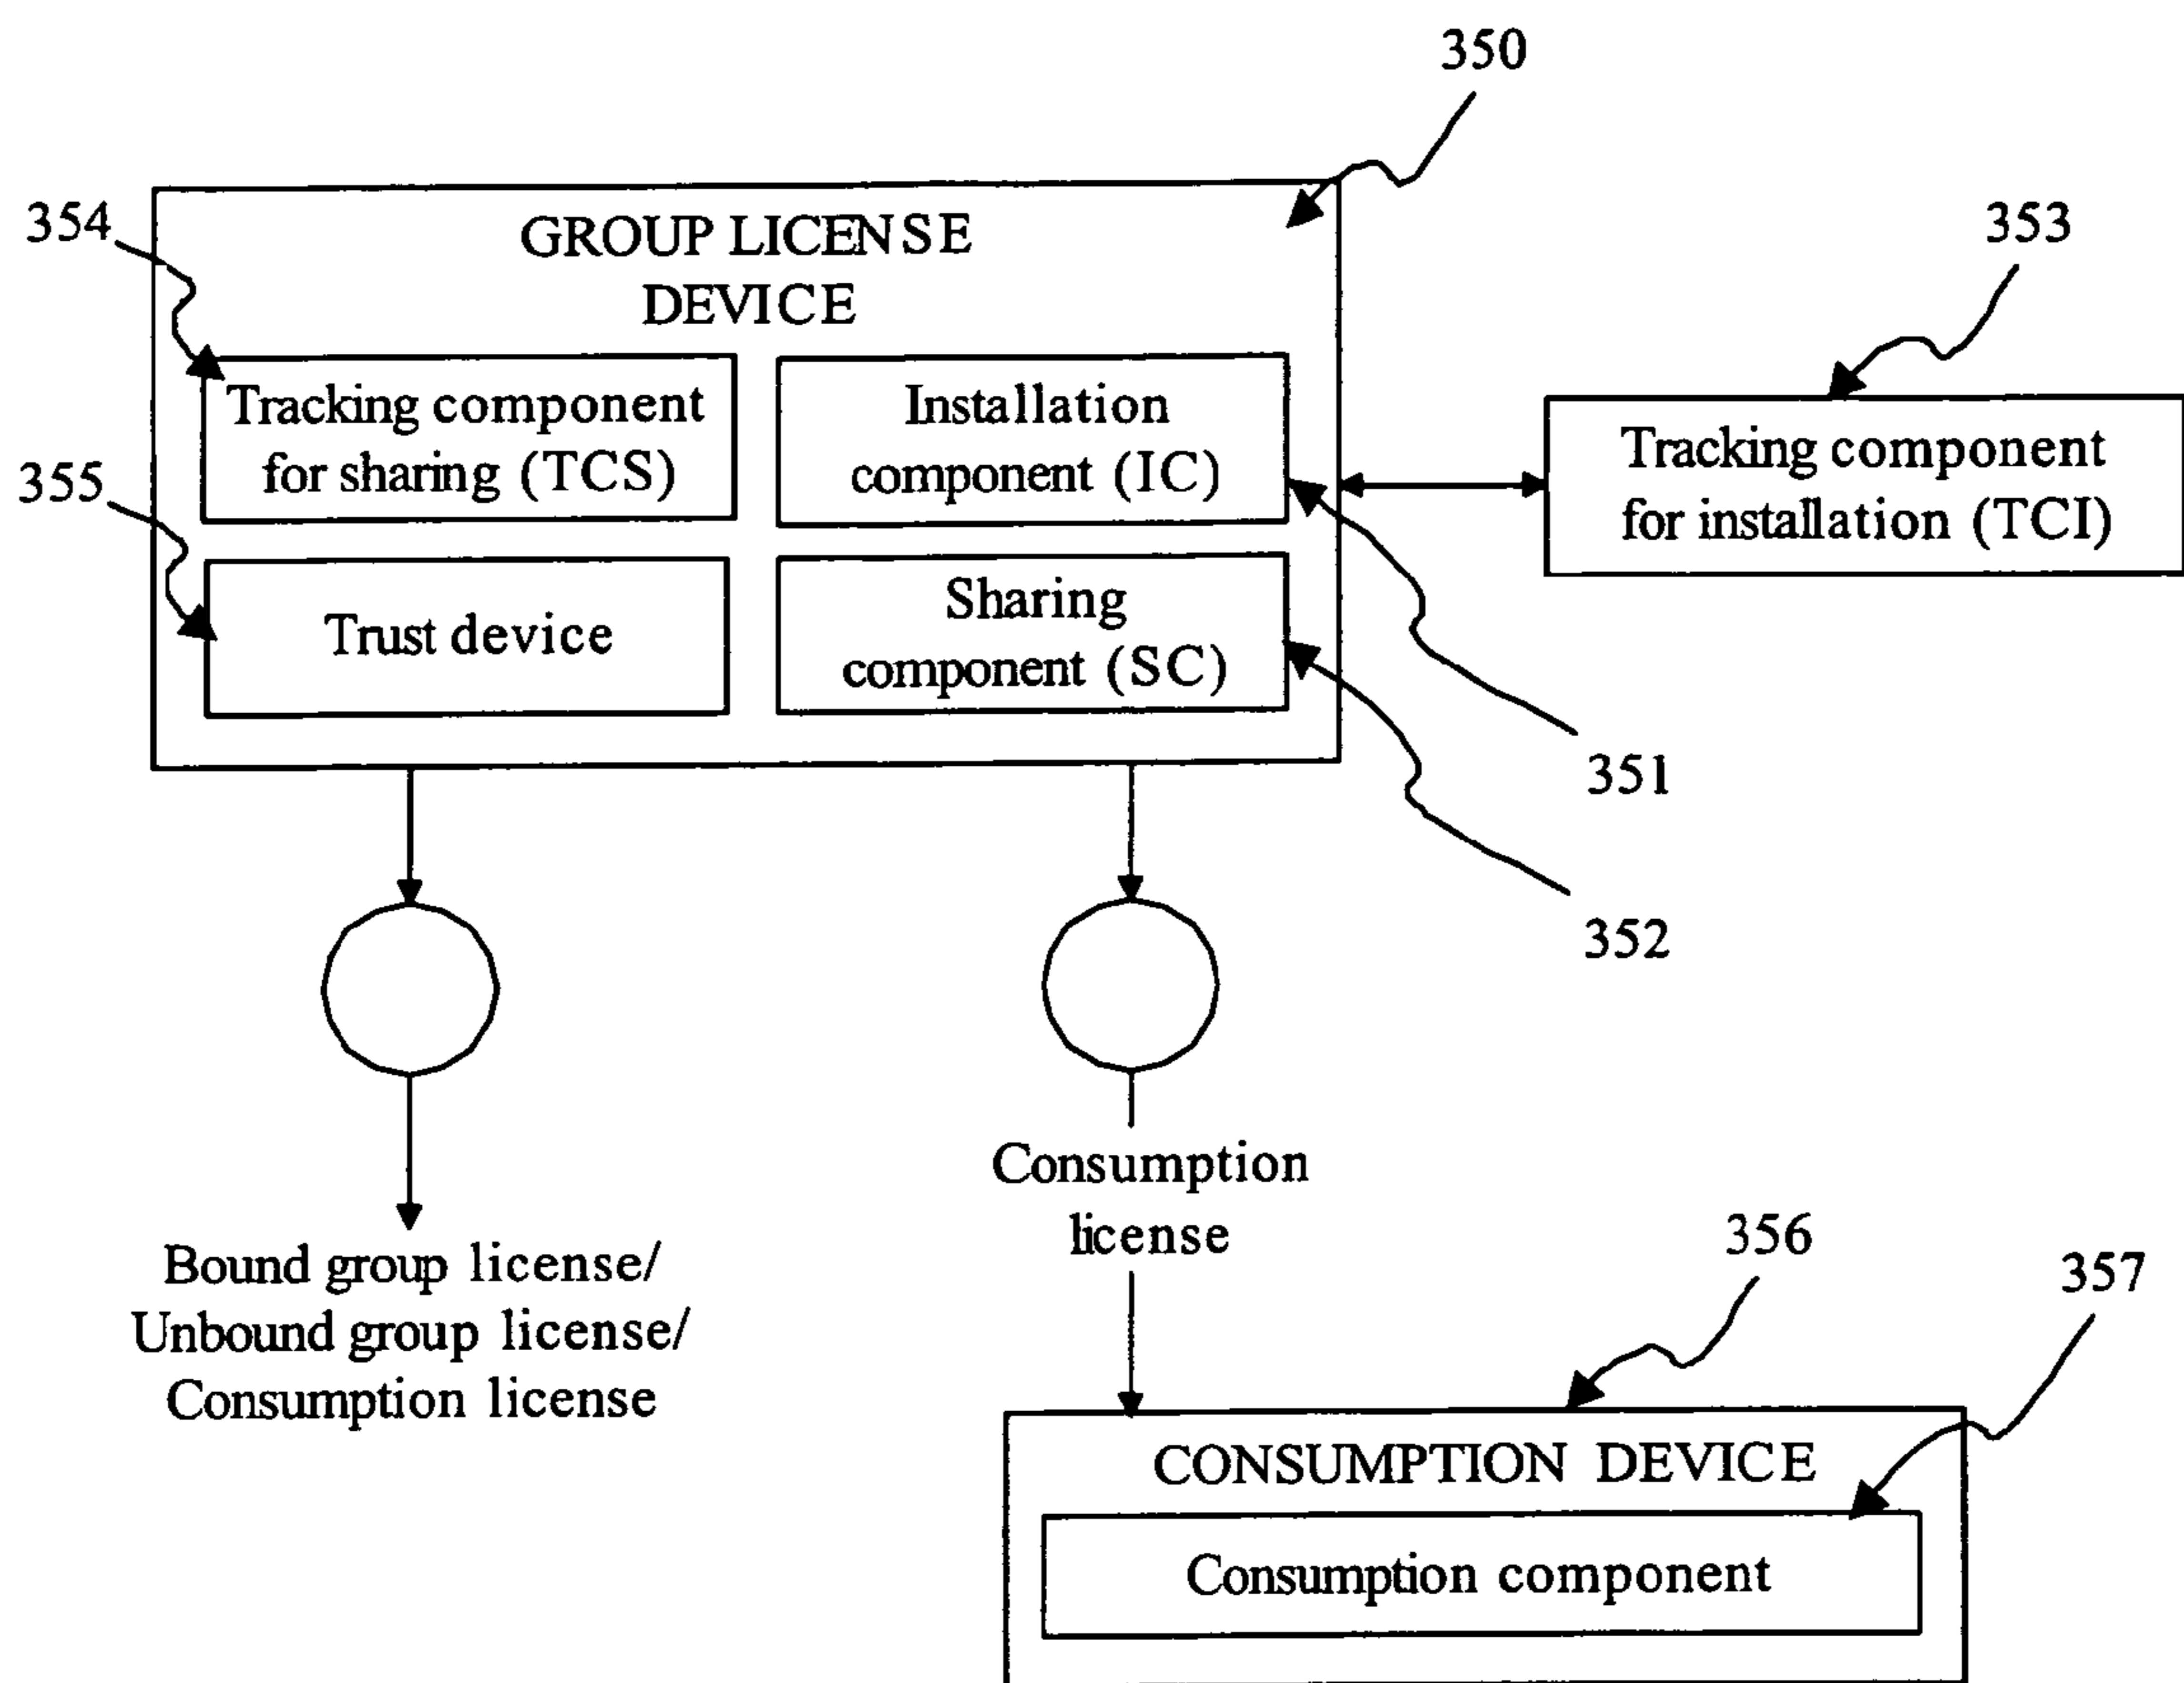 350
354
GROUP LICENSE
DEVICE
353
Tracking component
for sharing (TCS)
Installation
component (IC)
Tracking component
for installation (TCI)
355
Trust device
Sharing
component (SC)
351
352
Consumption
license
Bound group license/
Unbound group license/
Consumption license
356
357
CONSUMPTION DEVICE
Consumption component